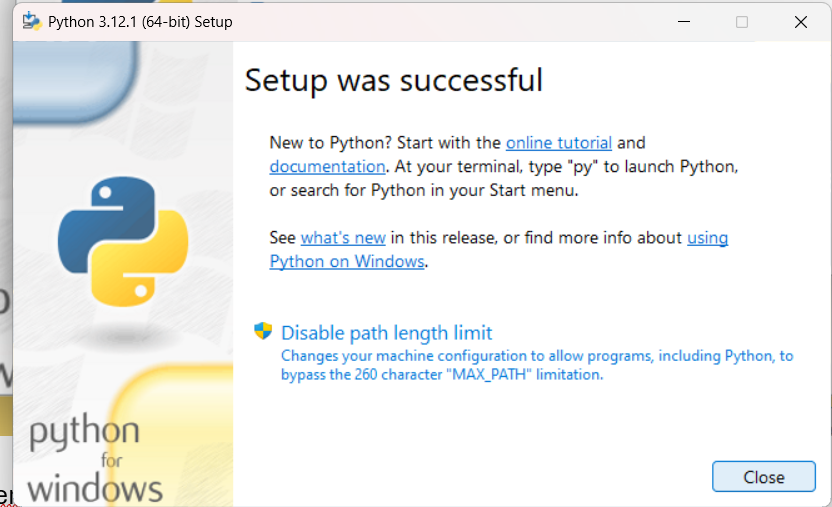 Python 3.12.1 (64-bit) Setup
Setup was successful
New to Python? Start with the online tutorial and
documentation. At your terminal, type "py" to launch Python,
or search for Python in your Start menu.
See what's new in this release, or find more info about using
Python on Windows.
Disable path length limit
Changes your machine configuration to allow programs, including Python, to
bypass the 260 character "MAX_PATH" limitation.
python
for
windows
Close